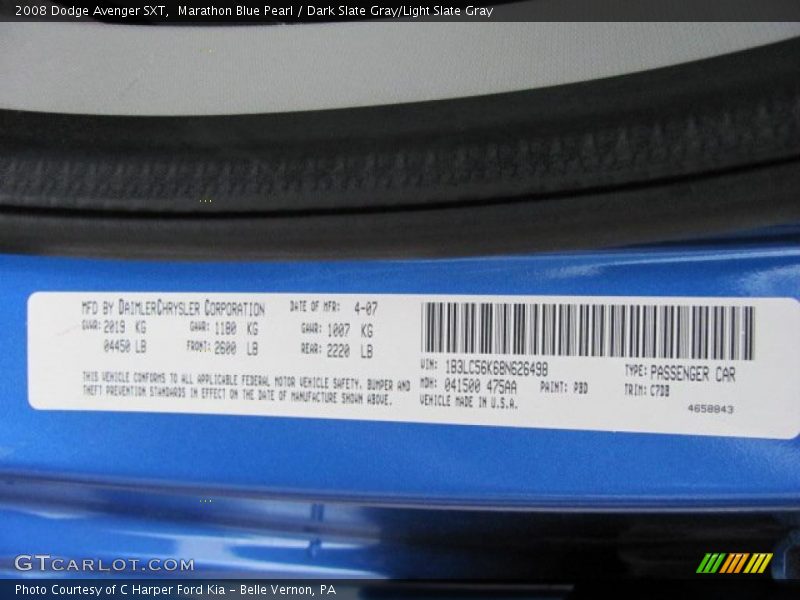 2008 Dodge Avenger SXT,  Marathon Blue Pearl / Dark Slate Gray/Light Slate Gray
MFD BY DAIMLERCHRYSLER CORPORATION DATE OF MFR: 4-07
GVWR: 2019 KG GAWR: 1180 KG GAWR: 1007 KG
04450 LB FRONT: 2600 LB REAR: 2220 LB
THIS VEHICLE CONFORMS TO ALL APPLICABLE FEDERAL MOTOR VEHICLE SAFETY, BUMPER AND
THEFT PREVENTION STANDARDS IN EFFECT ON THE DATE OF MANUFACTURE SHOWN ABOVE.
VIN: 1B3LC56K68N626498 TYPE: PASSENGER CAR
MDH: 041500 475AA PAINT: PBD TRIM: C7DB
VEHICLE MADE IN U.S.A. 4658843
GTCARLOT.COM
Photo Courtesy of C Harper Ford Kia - Belle Vernon, PA